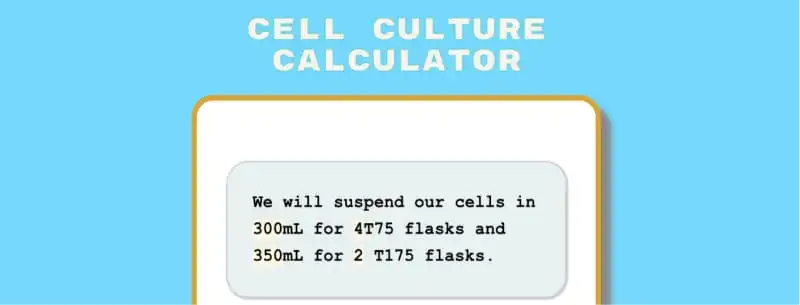 CELL CULTURE
CALCULATOR
We will suspend our cells in
300mL for 4T75 flasks and
350mL for 2 T175 flasks.